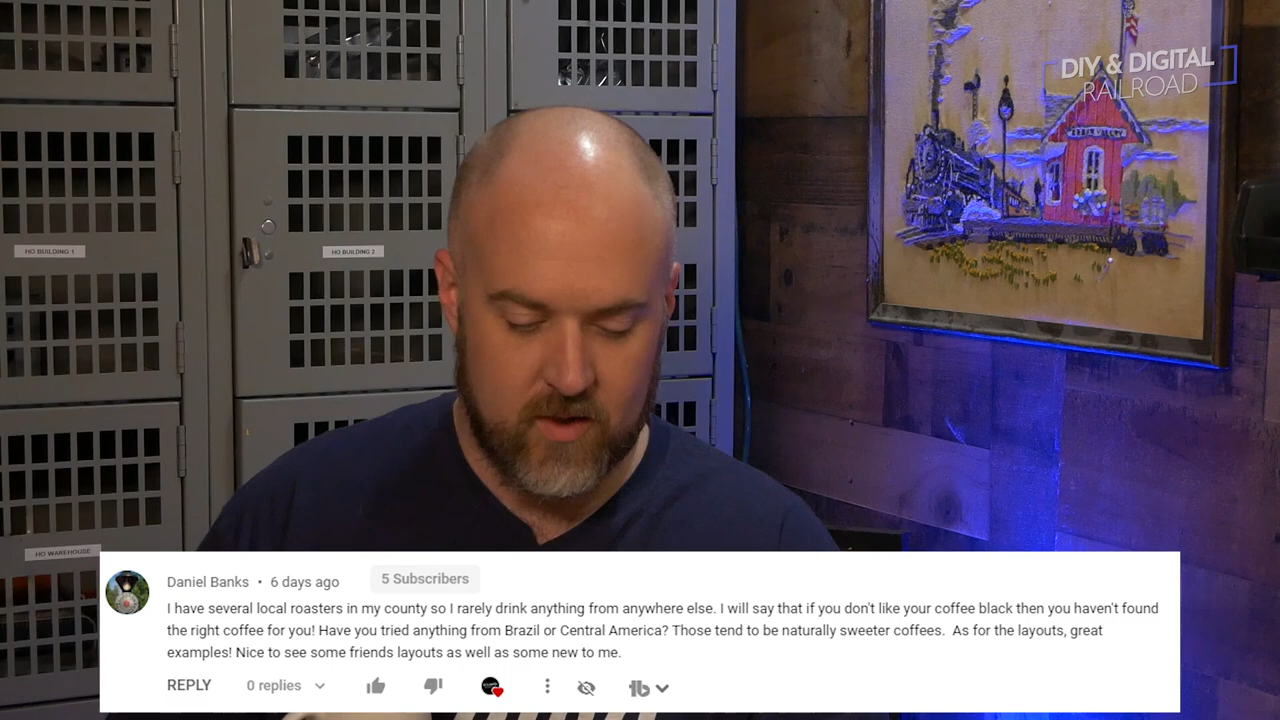 DIY & DIGITAL
RAILROAD
HO BUILDING 1
HO BUILDING 2
HO WAREHOUSE
Daniel Banks • 6 days ago
5 Subscribers
I have several local roasters in my county so I rarely drink anything from anywhere else. I will say that if you don't like your coffee black then you haven't found
the right coffee for you! Have you tried anything from Brazil or Central America? Those tend to be naturally sweeter coffees.  As for the layouts, great
examples! Nice to see some friends layouts as well as some new to me.
REPLY
0 replies